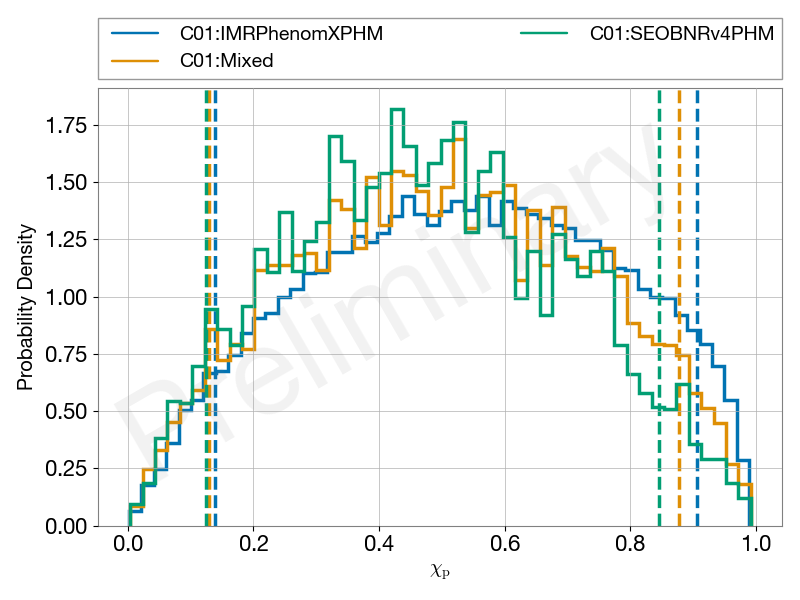 C01:IMRPhenomXPHM
C01:Mixed
C01:SEOBNRv4PHM
1.75
1.50
1.25
1.00
0.75
0.50
0.25
0.00
Probability Density
Preliminary
0.0 0.2 0.4 0.6 0.8 1.0
χp